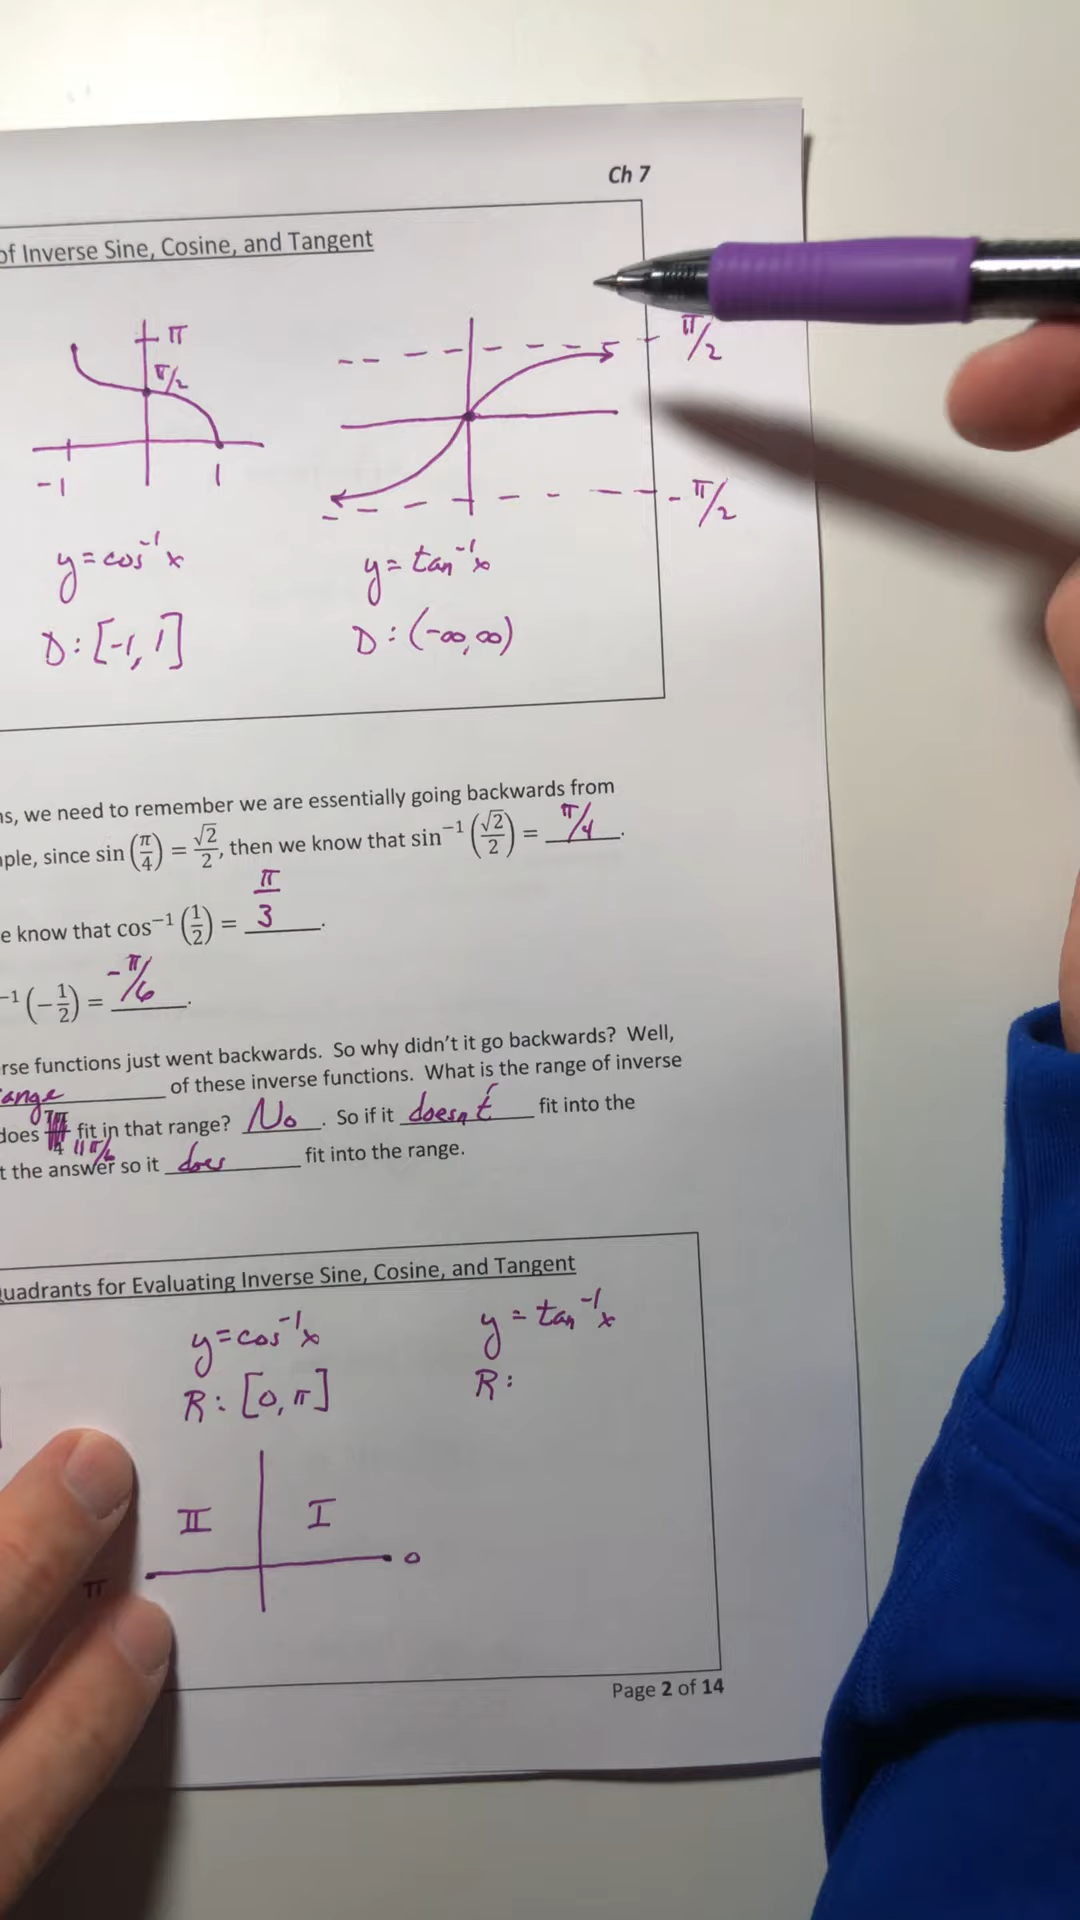 Ch 7
of Inverse Sine, Cosine, and Tangent
π
π/2
-1
1
π/2
-π/2
y = cos⁻¹x
y = tan⁻¹x
D: [-1, 1]
D: (-∞, ∞)
we need to remember we are essentially going backwards from
since sin (π/4) = √2/2, then we know that sin⁻¹ (√2/2) = π/4.
know that cos⁻¹ (1/2) = π/3.
⁻¹ (-1/2) = -π/6.
functions just went backwards. So why didn't it go backwards? Well,
of these inverse functions. What is the range of inverse
does 11π/6 fit in that range? No. So if it doesn't fit into the
the answer so it does fit into the range.
Quadrants for Evaluating Inverse Sine, Cosine, and Tangent
y = cos⁻¹x
y = tan⁻¹x
R: [0, π]
R:
II
I
0
π
Page 2 of 14